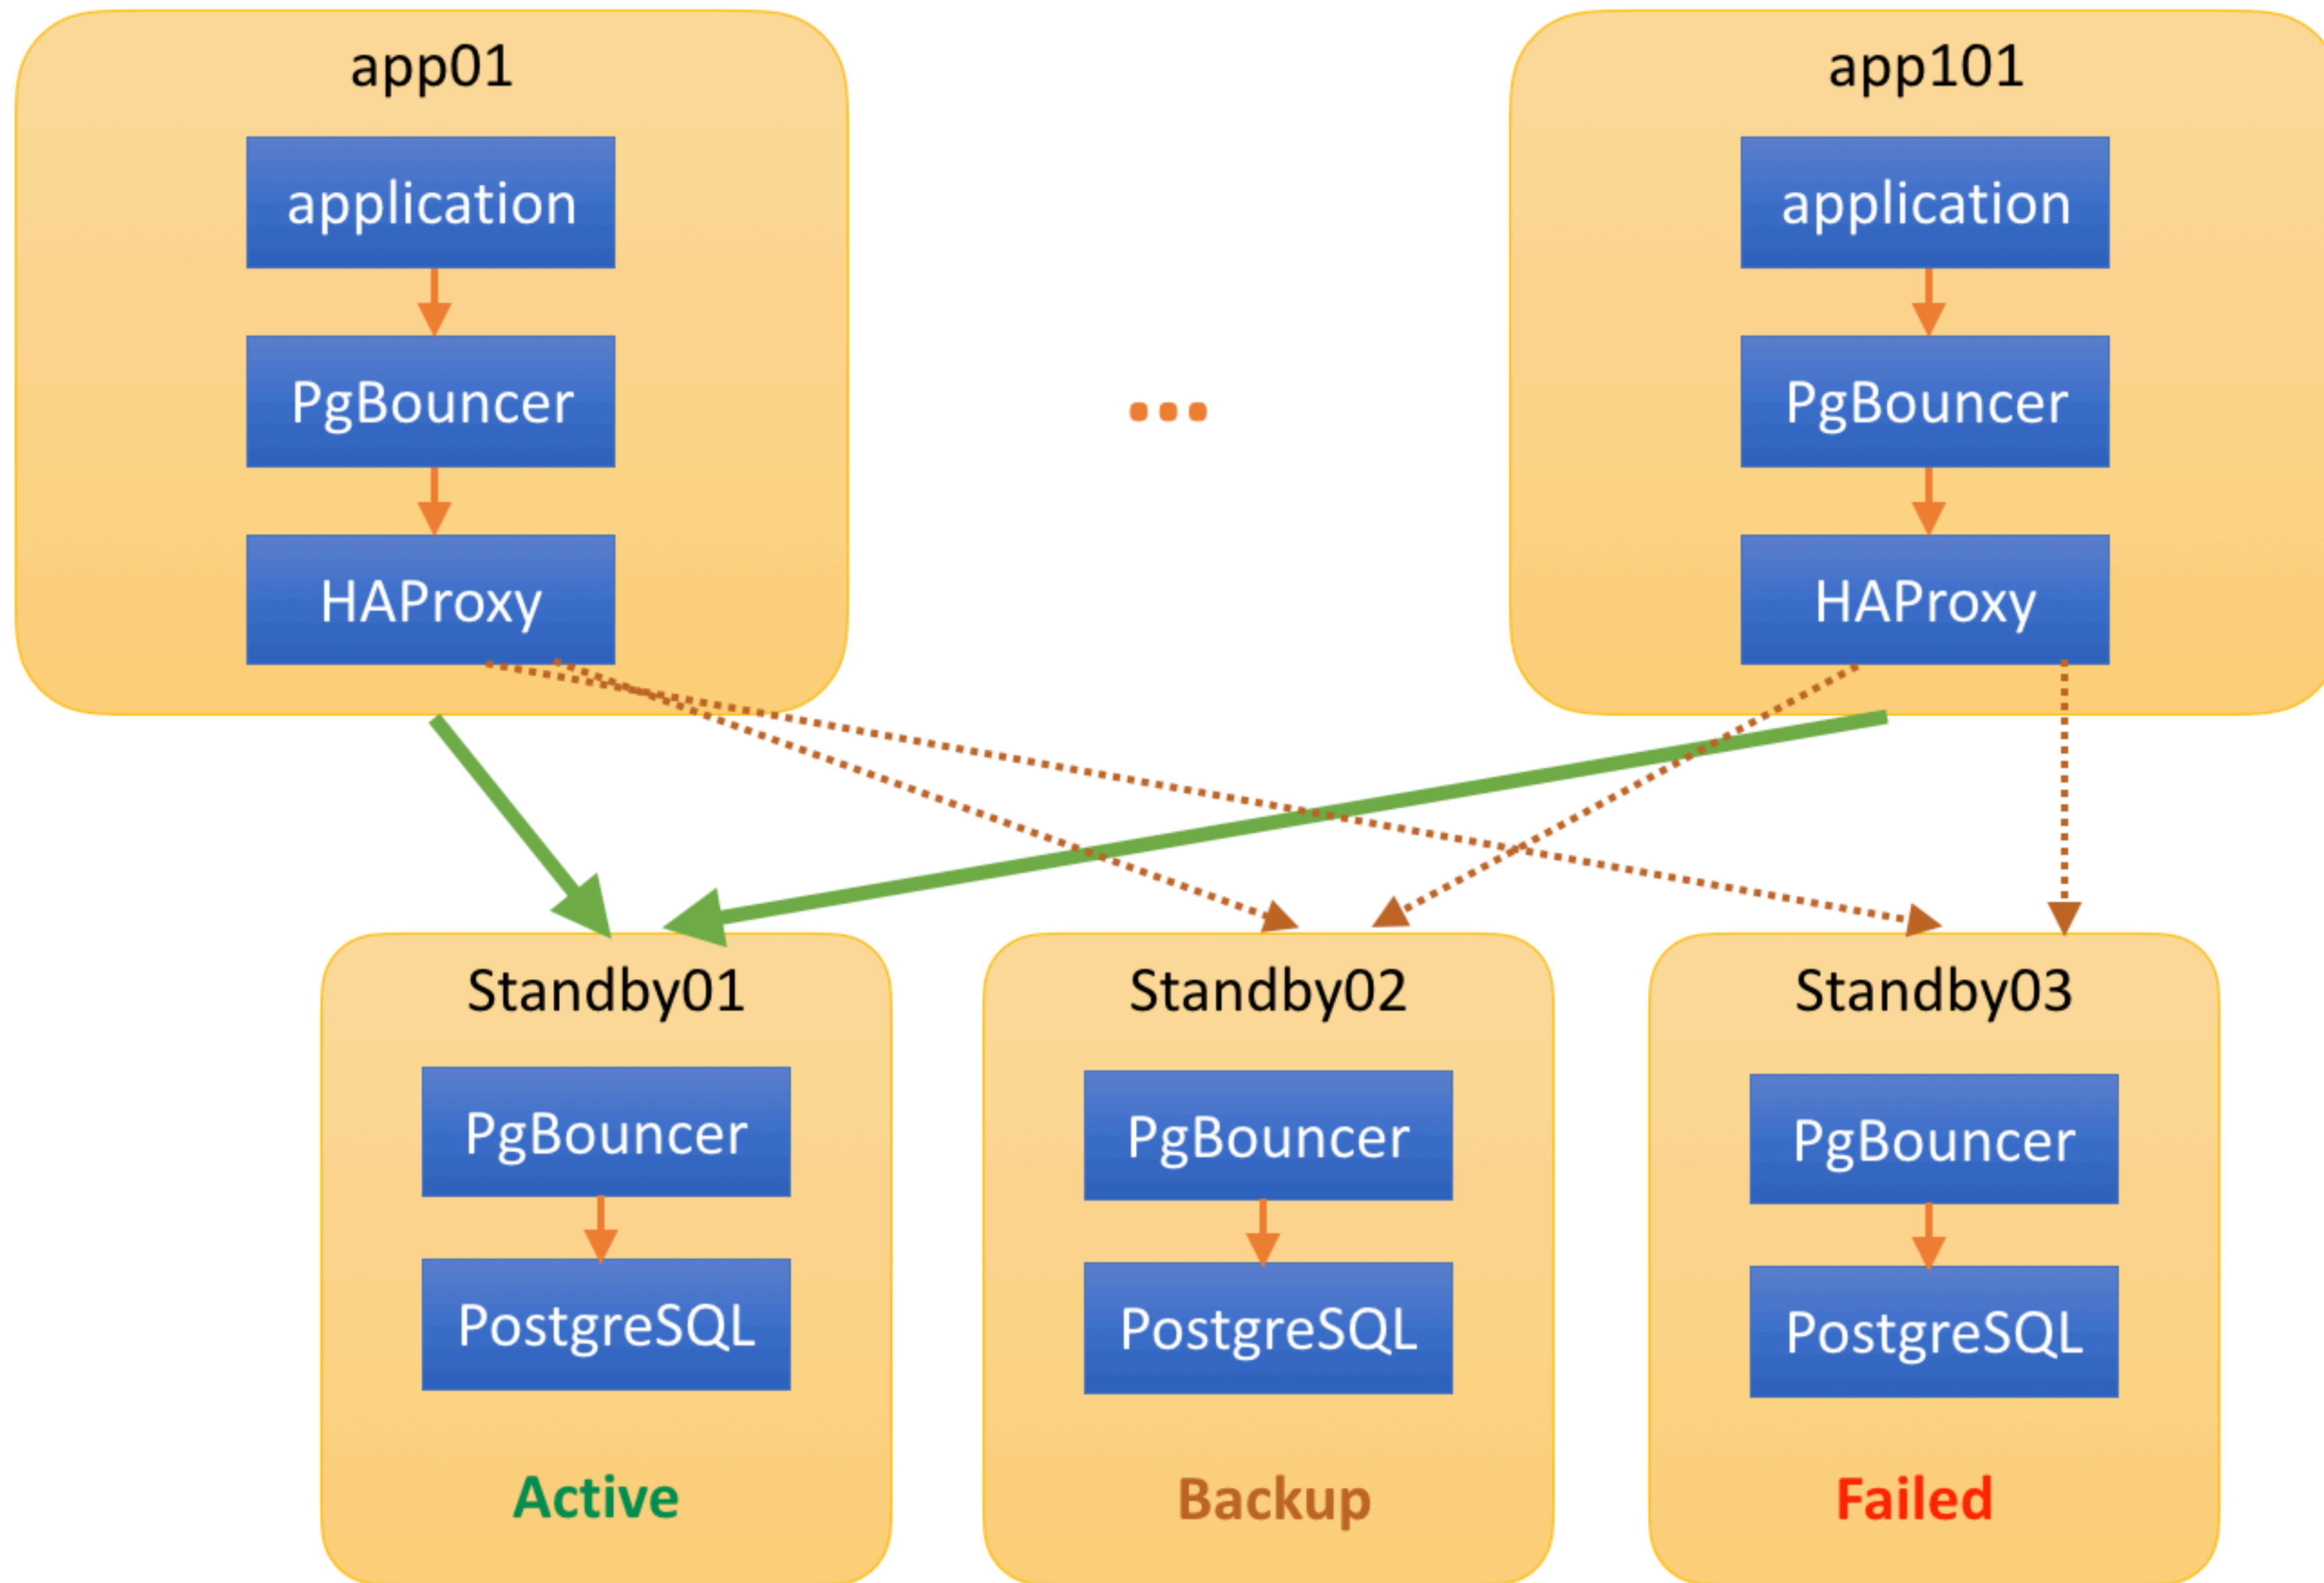 app01
application
PgBouncer
HAProxy
...
app101
application
PgBouncer
HAProxy
Standby01
PgBouncer
PostgreSQL
Active
Standby02
PgBouncer
PostgreSQL
Backup
Standby03
PgBouncer
PostgreSQL
Failed